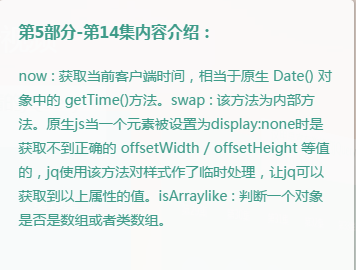 第5部分-第14集内容介绍：
now : 获取当前客户端时间，相当于原生 Date() 对
象中的 getTime()方法。swap : 该方法为内部方
法。原生js当一个元素被设置为display:none时是
获取不到正确的 offsetWidth / offsetHeight 等值
的，jq使用该方法对样式作了临时处理，让jq可以
获取到以上属性的值。isArraylike : 判断一个对象
是否是数组或者类数组。